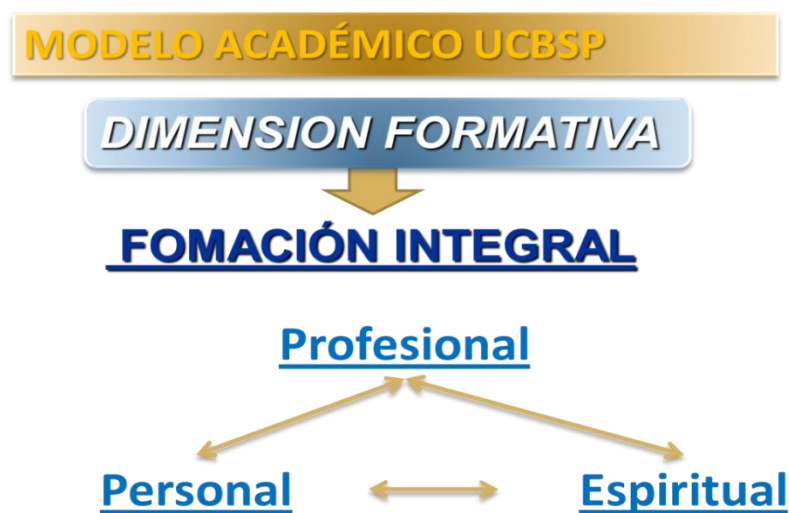 MODELO ACADÉMICO UCBSP
DIMENSION FORMATIVA
FOMACIÓN INTEGRAL
Profesional
Personal
Espiritual